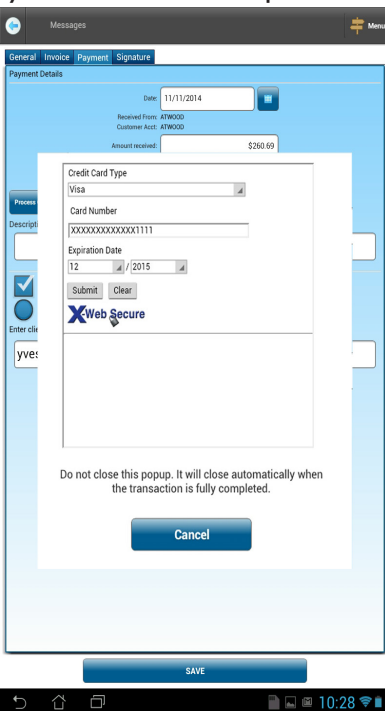 Messages
Menu
General Invoice Payment Signature
Payment Details
Date: 11/11/2014
Received From: ATWOOD
Customer Acct: ATWOOD
Amount received: $260.69
Credit Card Type
Visa
Process
Card Number
Descripti
XXXXXXXXXXXX1111
Expiration Date
12 / 2015
Submit Clear
X-Web Secure
Enter clie
yves
Do not close this popup. It will close automatically when
the transaction is fully completed.
Cancel
SAVE
10:28